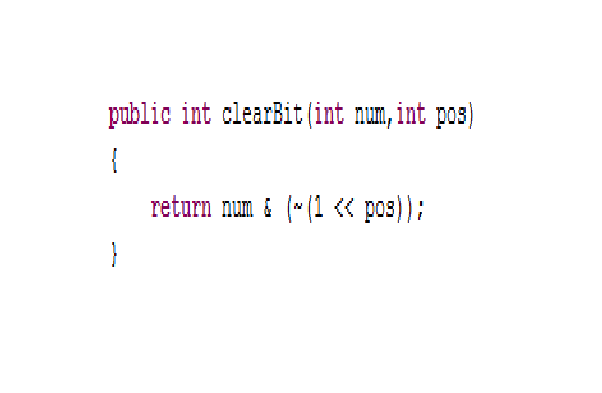 public int clearBit(int num,int pos)
{
return num & (~(1 << pos));
}